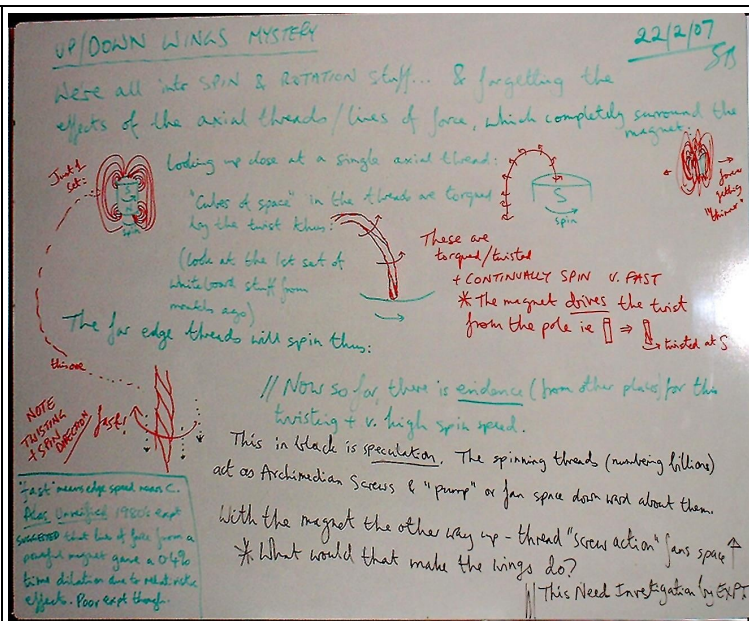 UP/DOWN WINGS MYSTERY
22/2/07
SB
We're all into SPIN & ROTATION stuff... & forgetting the
effects of the axial threads/lines of force, which completely surround the
magnet.
Just 1
set:
S
N
spin
Looking up close at a single axial thread:
"Cubes of space" in the threads are torqued
by the twist thus:
(look at the 1st set of
whiteboard stuff from
months ago)
S
spin
force
getting
"thinner"
These are
torqued/twisted
+ CONTINUALLY SPIN V. FAST
* The magnet drives the twist
from the pole ie ⇒
twisted at S
The far edge threads will spin thus:
this one
NOTE
TWISTING
+ SPIN
DIRECTION
fast!
// Now so far, there is evidence (from other places) for this
twisting + v. high spin speed.
This in black is speculation. The spinning threads (numbering billions)
act as Archimedian Screws & "pump" or fan space down ward about them.
With the magnet the other way up - thread "screw action" fans space ↑
* What would that make the wings do?
This Need Investigation by EXPT
"fast" means edge speed near C.
Also, Unverified 1980's expt
SUGGESTED that line of force from a
powerful magnet gave a 0.4%
time dilation due to relativistic
effects. Poor expt though.